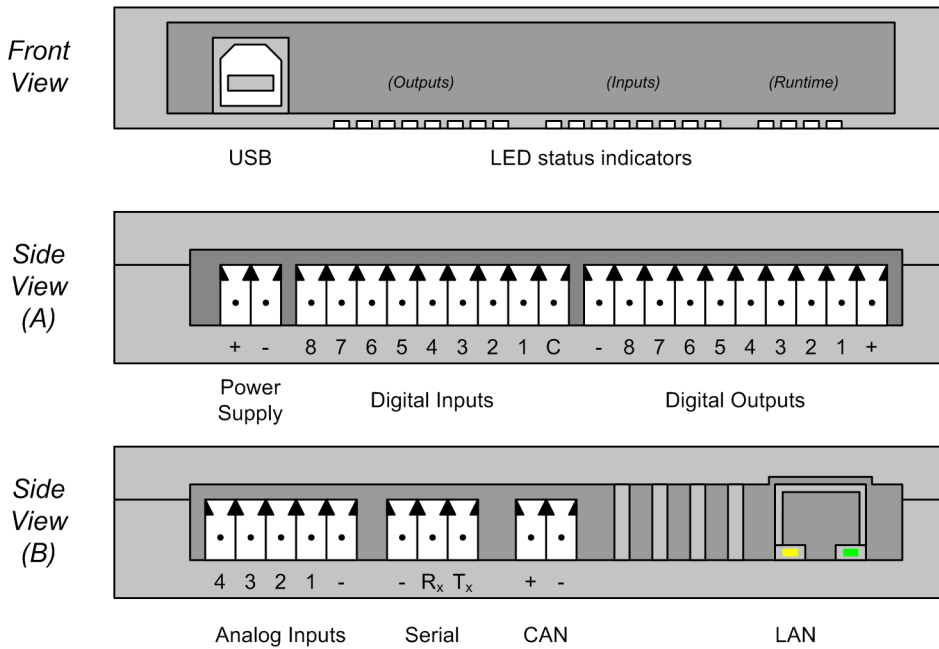 Front
View
(Outputs) (Inputs) (Runtime)
USB LED status indicators
Side
View
(A)
+ - 8 7 6 5 4 3 2 1 C - 8 7 6 5 4 3 2 1 +
Power
Supply
Digital Inputs Digital Outputs
Side
View
(B)
4 3 2 1 - - Rx Tx + -
Analog Inputs Serial CAN LAN